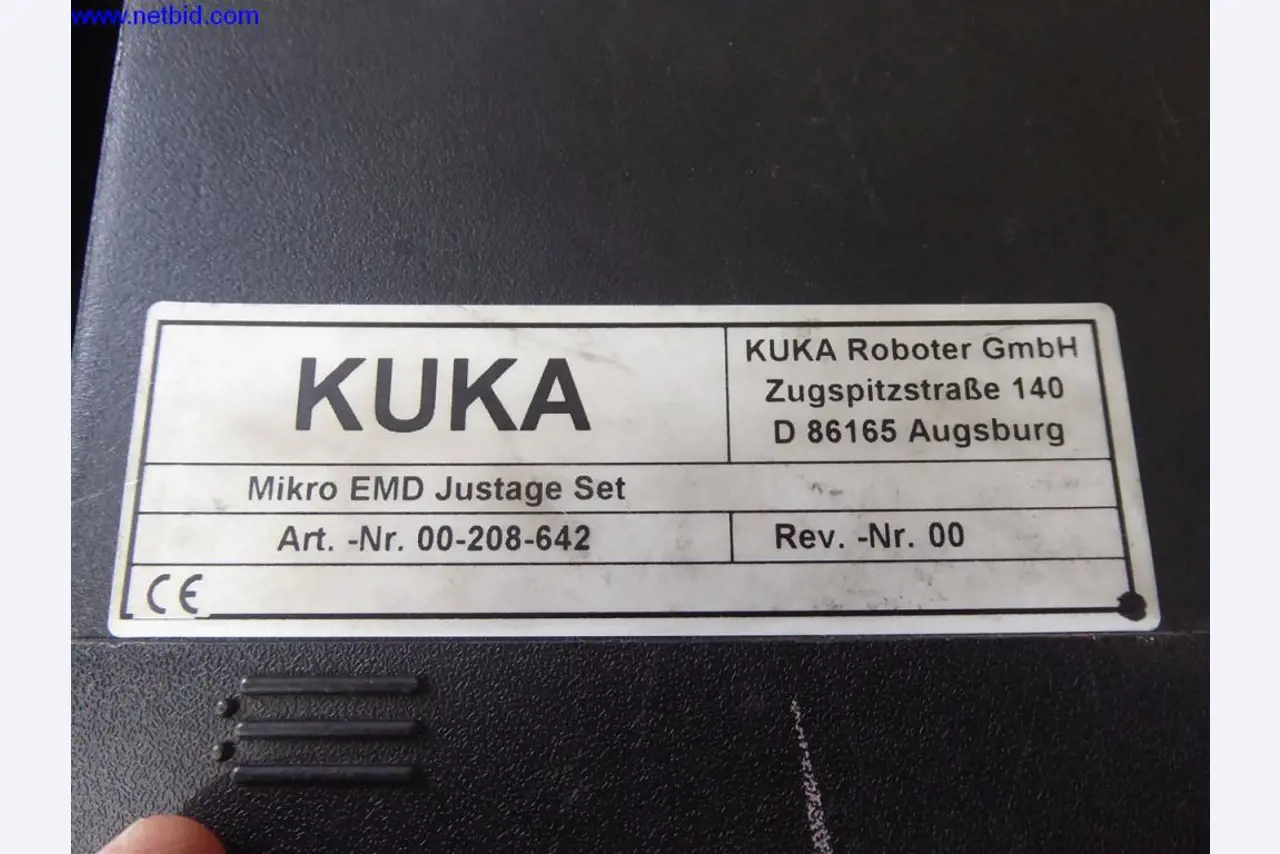 www.netbid.com
KUKA
KUKA Roboter GmbH
Zugspitzstraße 140
D 86165 Augsburg
Mikro EMD Justage Set
Art. -Nr. 00-208-642
Rev. -Nr. 00
CE